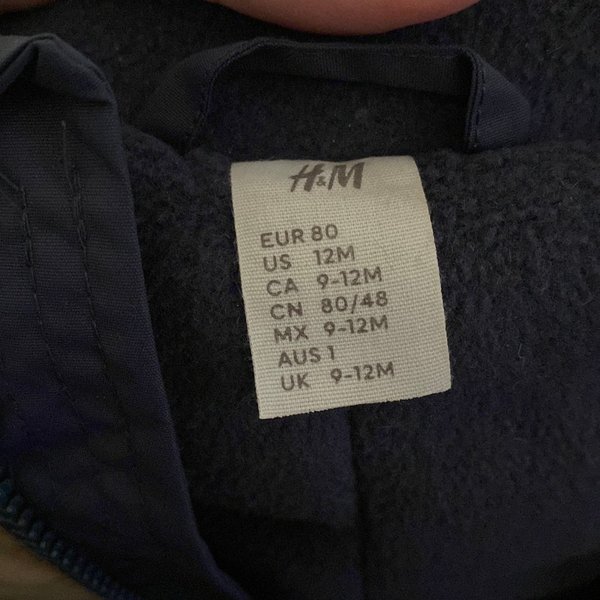 H&M
EUR 80
US 12M
CA 9-12M
CN 80/48
MX 9-12M
AUS 1
UK 9-12M